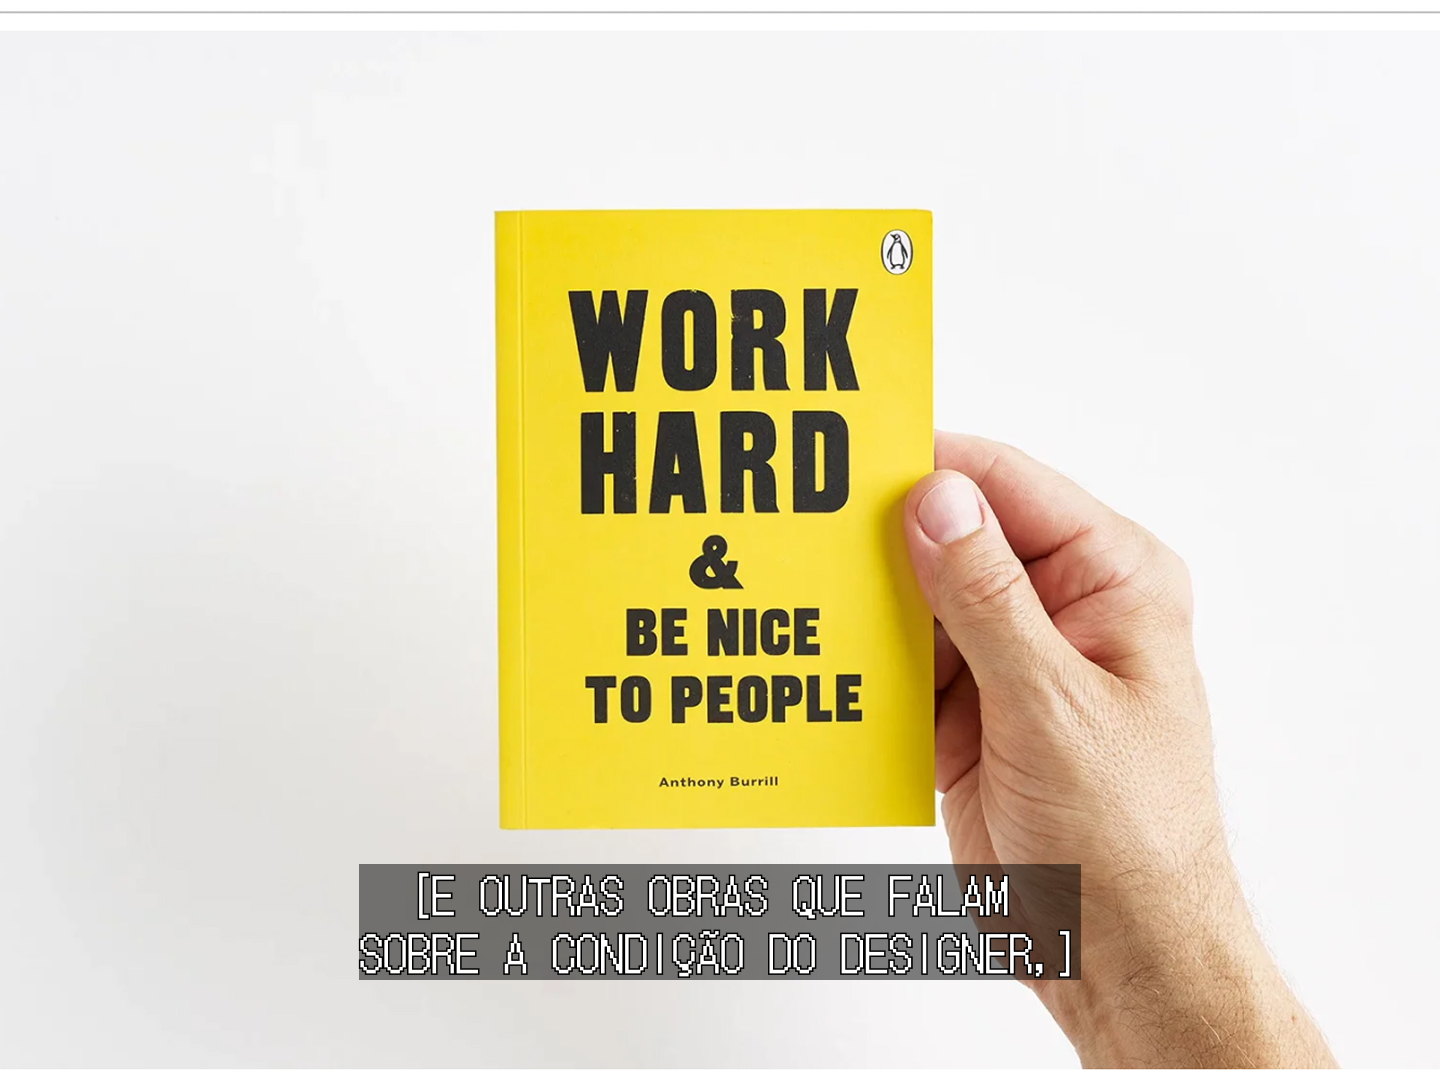 WORK
HARD
&
BE NICE
TO PEOPLE
Anthony Burrill
[E OUTRAS OBRAS QUE FALAM
SOBRE A CONDIÇÃO DO DESIGNER,]